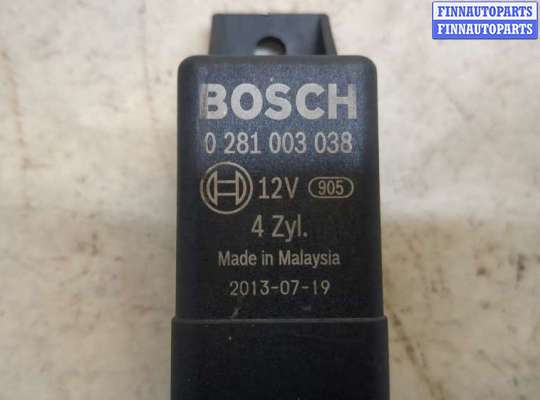 FINNAUTOPARTS
FINNAUTOPARTS
BOSCH
0 281 003 038
12V 905
4 Zyl.
Made in Malaysia
2013-07-19